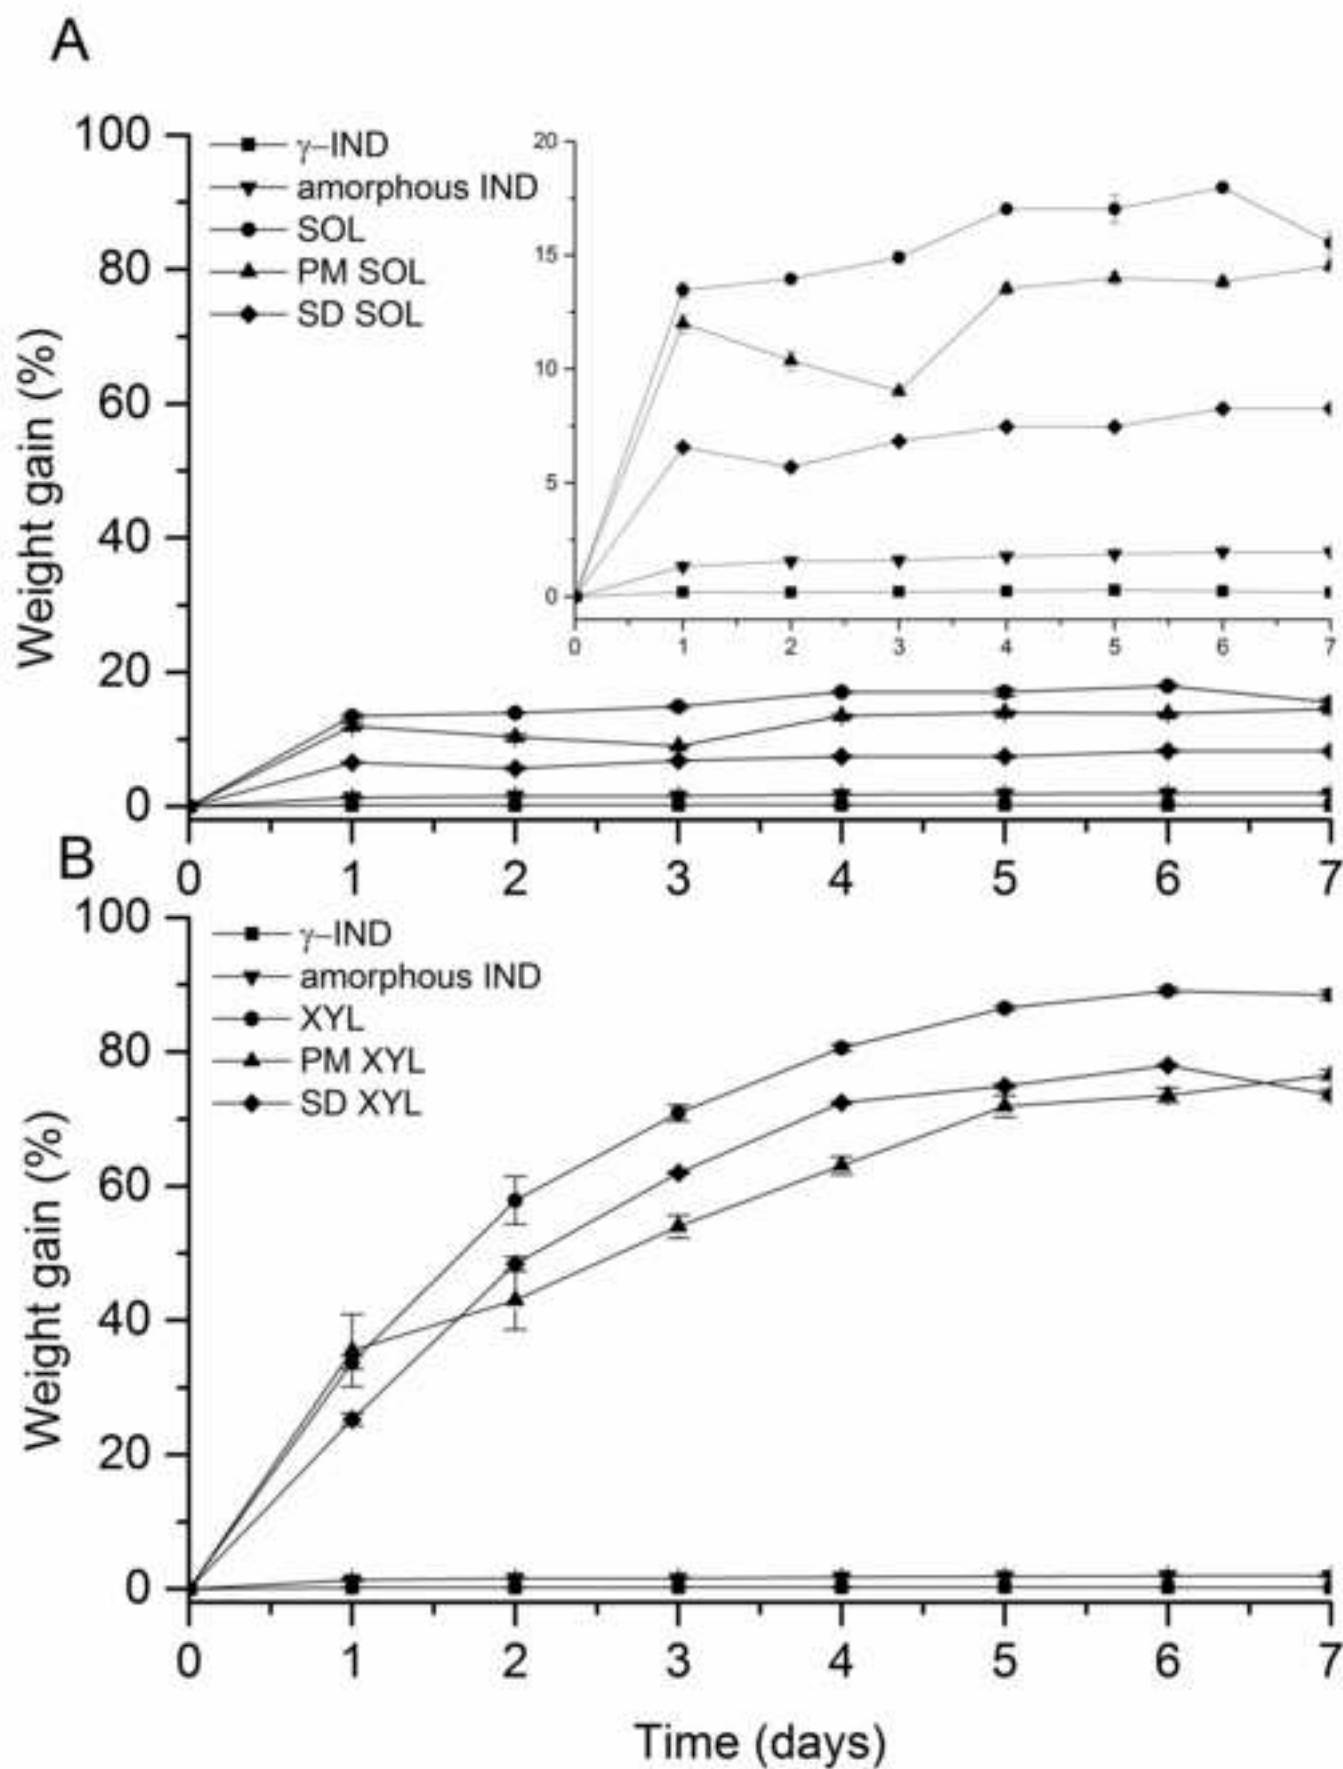 A
Weight gain (%)
100
80
60
40
20
0
γ–IND
amorphous IND
SOL
PM SOL
SD SOL
20
15
10
5
0
0 1 2 3 4 5 6 7
0 1 2 3 4 5 6 7
B
Weight gain (%)
100
80
60
40
20
0
γ–IND
amorphous IND
XYL
PM XYL
SD XYL
0 1 2 3 4 5 6 7
Time (days)